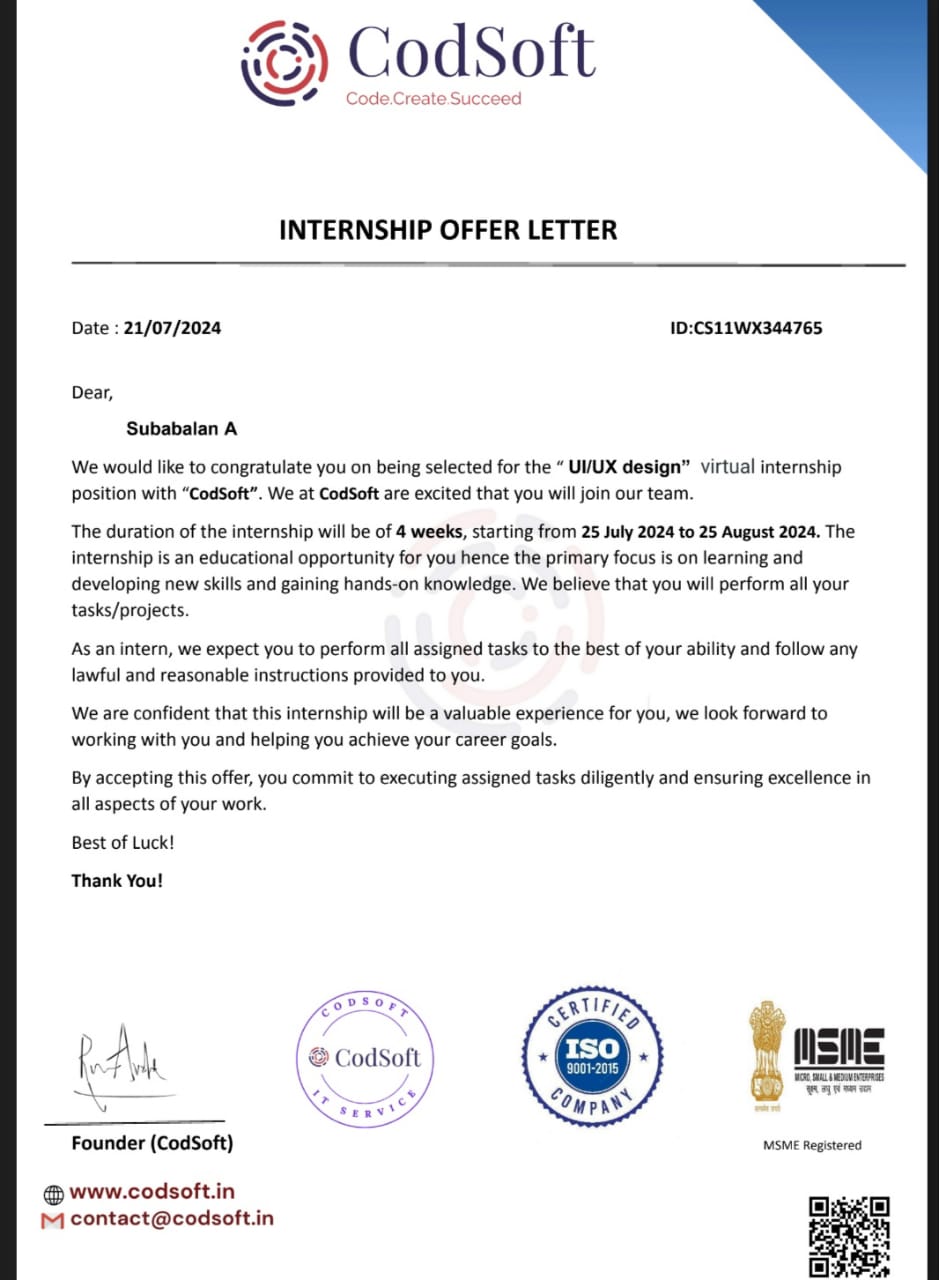 CodSoft
Code.Create.Succeed
INTERNSHIP OFFER LETTER
Date : 21/07/2024
ID:CS11WX344765
Dear,
Subabalan A
We would like to congratulate you on being selected for the “ UI/UX design” virtual internship
position with “CodSoft”. We at CodSoft are excited that you will join our team.
The duration of the internship will be of 4 weeks, starting from 25 July 2024 to 25 August 2024. The
internship is an educational opportunity for you hence the primary focus is on learning and
developing new skills and gaining hands-on knowledge. We believe that you will perform all your
tasks/projects.
As an intern, we expect you to perform all assigned tasks to the best of your ability and follow any
lawful and reasonable instructions provided to you.
We are confident that this internship will be a valuable experience for you, we look forward to
working with you and helping you achieve your career goals.
By accepting this offer, you commit to executing assigned tasks diligently and ensuring excellence in
all aspects of your work.
Best of Luck!
Thank You!
Founder (CodSoft)
CODSOFT
CodSoft
IT SERVICE
CERTIFIED
ISO
9001-2015
COMPANY
MSME
MICRO, SMALL & MEDIUM ENTERPRISES
सूक्ष्म, लघु एवं मध्यम उद्यम
सत्यमेव जयते
MSME Registered
www.codsoft.in
contact@codsoft.in